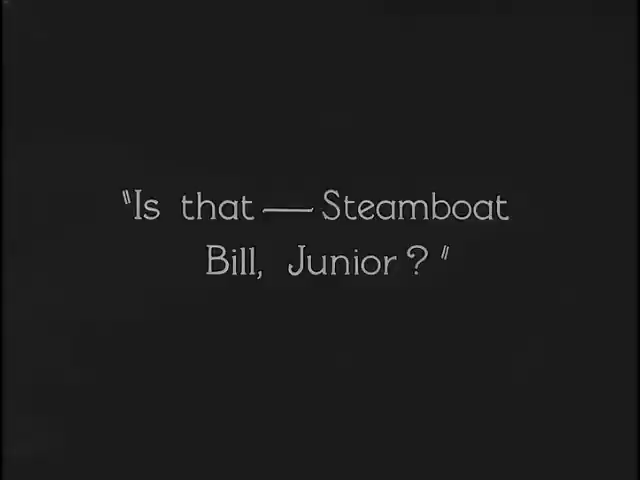 "Is that — Steamboat
Bill, Junior?"